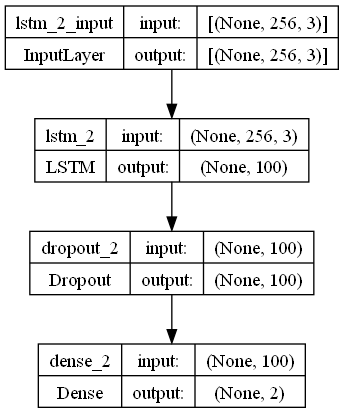 lstm_2_input input: [(None, 256, 3)]
InputLayer output: [(None, 256, 3)]
lstm_2 input: (None, 256, 3)
LSTM output: (None, 100)
dropout_2 input: (None, 100)
Dropout output: (None, 100)
dense_2 input: (None, 100)
Dense output: (None, 2)